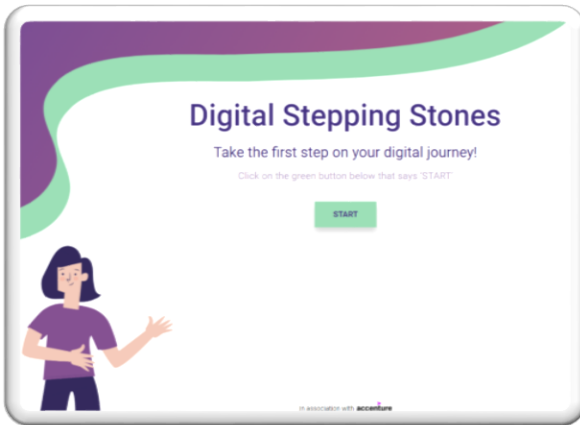 Digital Stepping Stones
Take the first step on your digital journey!
Click on the green button below that says 'START'
START
in association with accenture